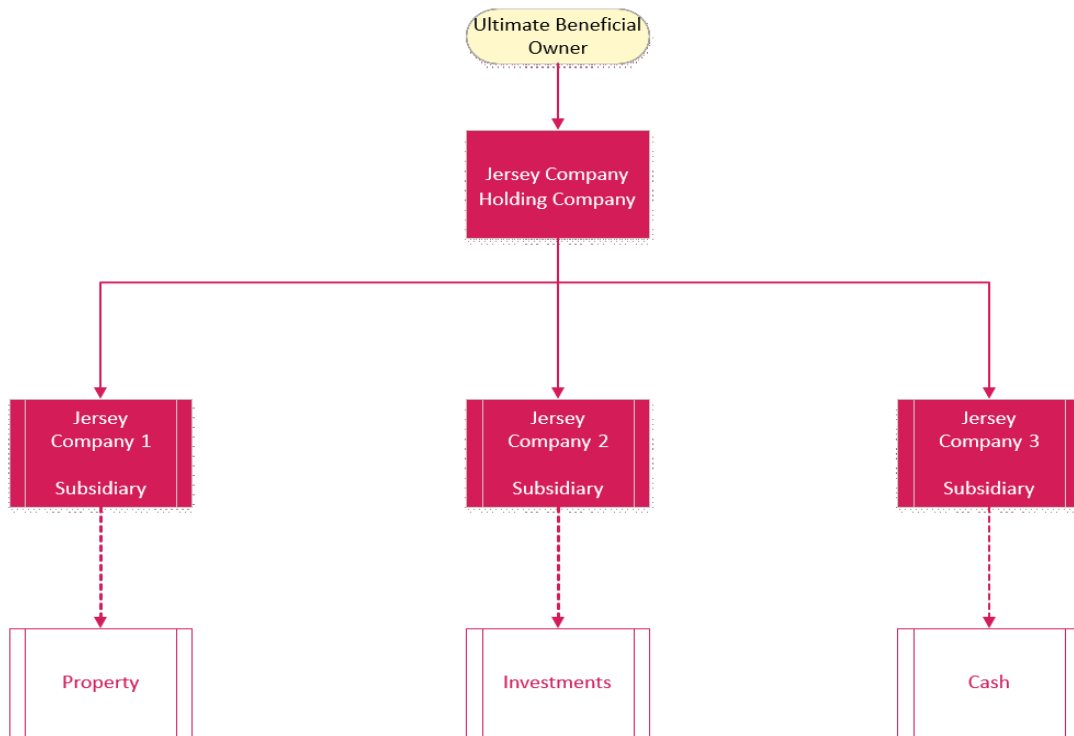 Ultimate Beneficial
Owner
Jersey Company
Holding Company
Jersey
Company 1
Subsidiary
Jersey
Company 2
Subsidiary
Jersey
Company 3
Subsidiary
Property
Investments
Cash